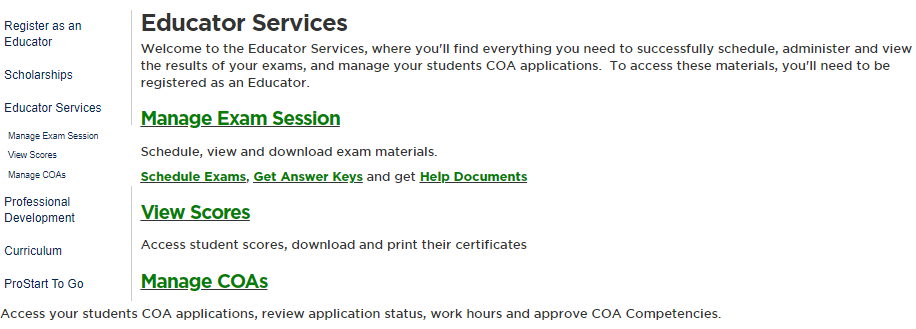 Register as an
Educator
Scholarships
Educator Services
Manage Exam Session
View Scores
Manage COAs
Professional
Development
Curriculum
ProStart To Go
Educator Services
Welcome to the Educator Services, where you'll find everything you need to successfully schedule, administer and view
the results of your exams, and manage your students COA applications.  To access these materials, you'll need to be
registered as an Educator.
Manage Exam Session
Schedule, view and download exam materials.
Schedule Exams, Get Answer Keys and get Help Documents
View Scores
Access student scores, download and print their certificates
Manage COAs
Access your students COA applications, review application status, work hours and approve COA Competencies.